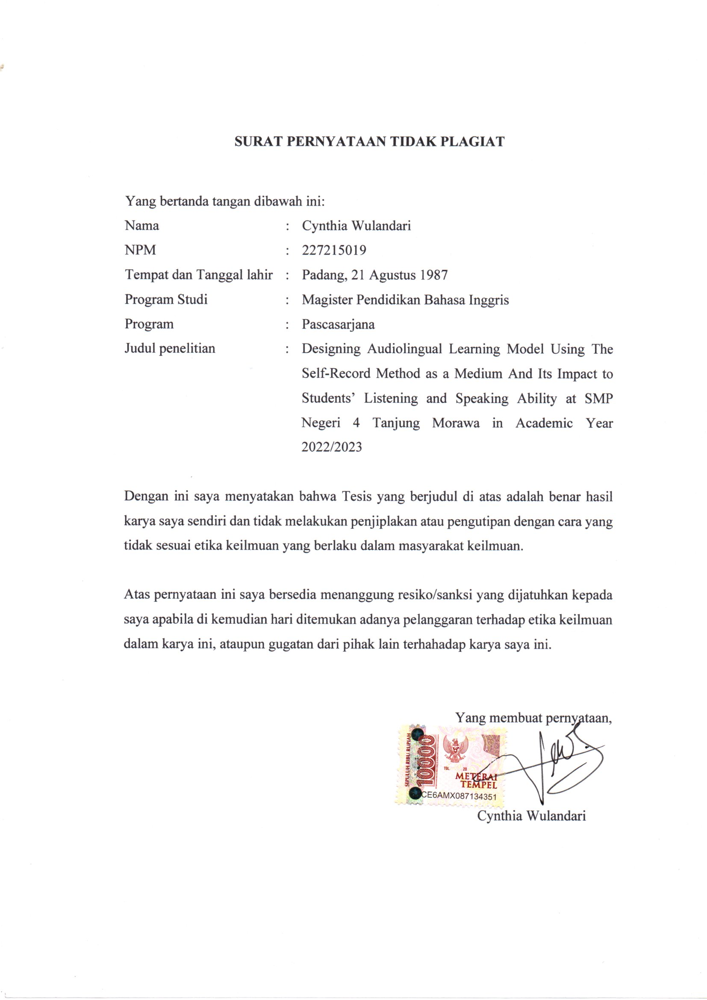 SURAT PERNYATAAN TIDAK PLAGIAT
Yang bertanda tangan dibawah ini:
Nama : Cynthia Wulandari
NPM : 227215019
Tempat dan Tanggal lahir : Padang, 21 Agustus 1987
Program Studi : Magister Pendidikan Bahasa Inggris
Program : Pascasarjana
Judul penelitian : Designing Audiolingual Learning Model Using The
Self-Record Method as a Medium And Its Impact to
Students’ Listening and Speaking Ability at SMP
Negeri 4 Tanjung Morawa in Academic Year
2022/2023
Dengan ini saya menyatakan bahwa Tesis yang berjudul di atas adalah benar hasil
karya saya sendiri dan tidak melakukan penjiplakan atau pengutipan dengan cara yang
tidak sesuai etika keilmuan yang berlaku dalam masyarakat keilmuan.
Atas pernyataan ini saya bersedia menanggung resiko/sanksi yang dijatuhkan kepada
saya apabila di kemudian hari ditemukan adanya pelanggaran terhadap etika keilmuan
dalam karya ini, ataupun gugatan dari pihak lain terhahadap karya saya ini.
Yang membuat pernyataan,
SEPULUH RIBU RUPIAH
10000
TGL. 20
METERAI
TEMPEL
CE6AMX087134351
Cynthia Wulandari